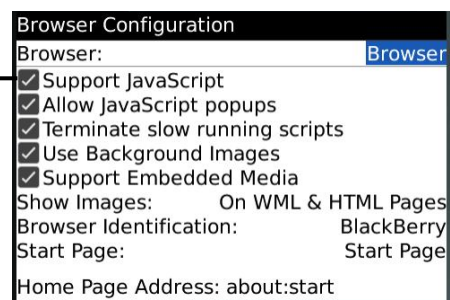 Browser Configuration
Browser: Browser
Support JavaScript
Allow JavaScript popups
Terminate slow running scripts
Use Background Images
Support Embedded Media
Show Images: On WML & HTML Pages
Browser Identification: BlackBerry
Start Page: Start Page
Home Page Address: about:start